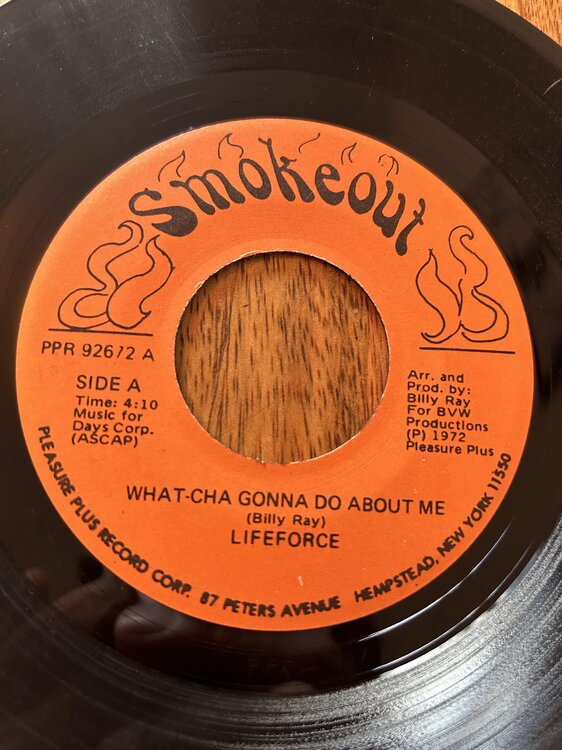 Smokeout
PPR 92672 A
SIDE A
Time: 4:10
Music for
Days Corp.
(ASCAP)
Arr. and
Prod. by:
Billy Ray
For BVW
Productions
(P) 1972
Pleasure Plus
WHAT-CHA GONNA DO ABOUT ME
(Billy Ray)
LIFEFORCE
PLEASURE PLUS RECORD CORP. 87 PETERS AVENUE HEMPSTEAD, NEW YORK 11550